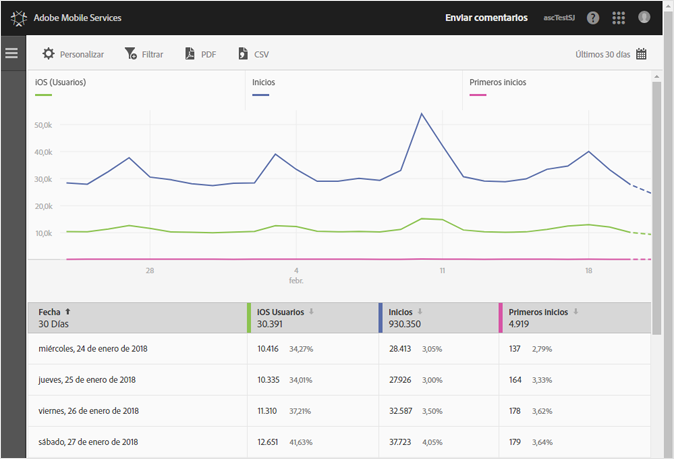 Adobe Mobile Services
Enviar comentarios
ascTestSJ
?
Personalizar
Filtrar
PDF
CSV
Últimos 30 días
iOS (Usuarios)
Inicios
Primeros inicios
50,0k
40,0k
30,0k
20,0k
10,0k
28
4
11
18
febr.
Fecha
iOS Usuarios
Inicios
Primeros inicios
30 Días
30.391
930.350
4.919
miércoles, 24 de enero de 2018 10.416 34,27% 28.413 3,05% 137 2,79%
jueves, 25 de enero de 2018 10.335 34,01% 27.926 3,00% 164 3,33%
viernes, 26 de enero de 2018 11.310 37,21% 32.587 3,50% 178 3,62%
sábado, 27 de enero de 2018 12.651 41,63% 37.723 4,05% 179 3,64%